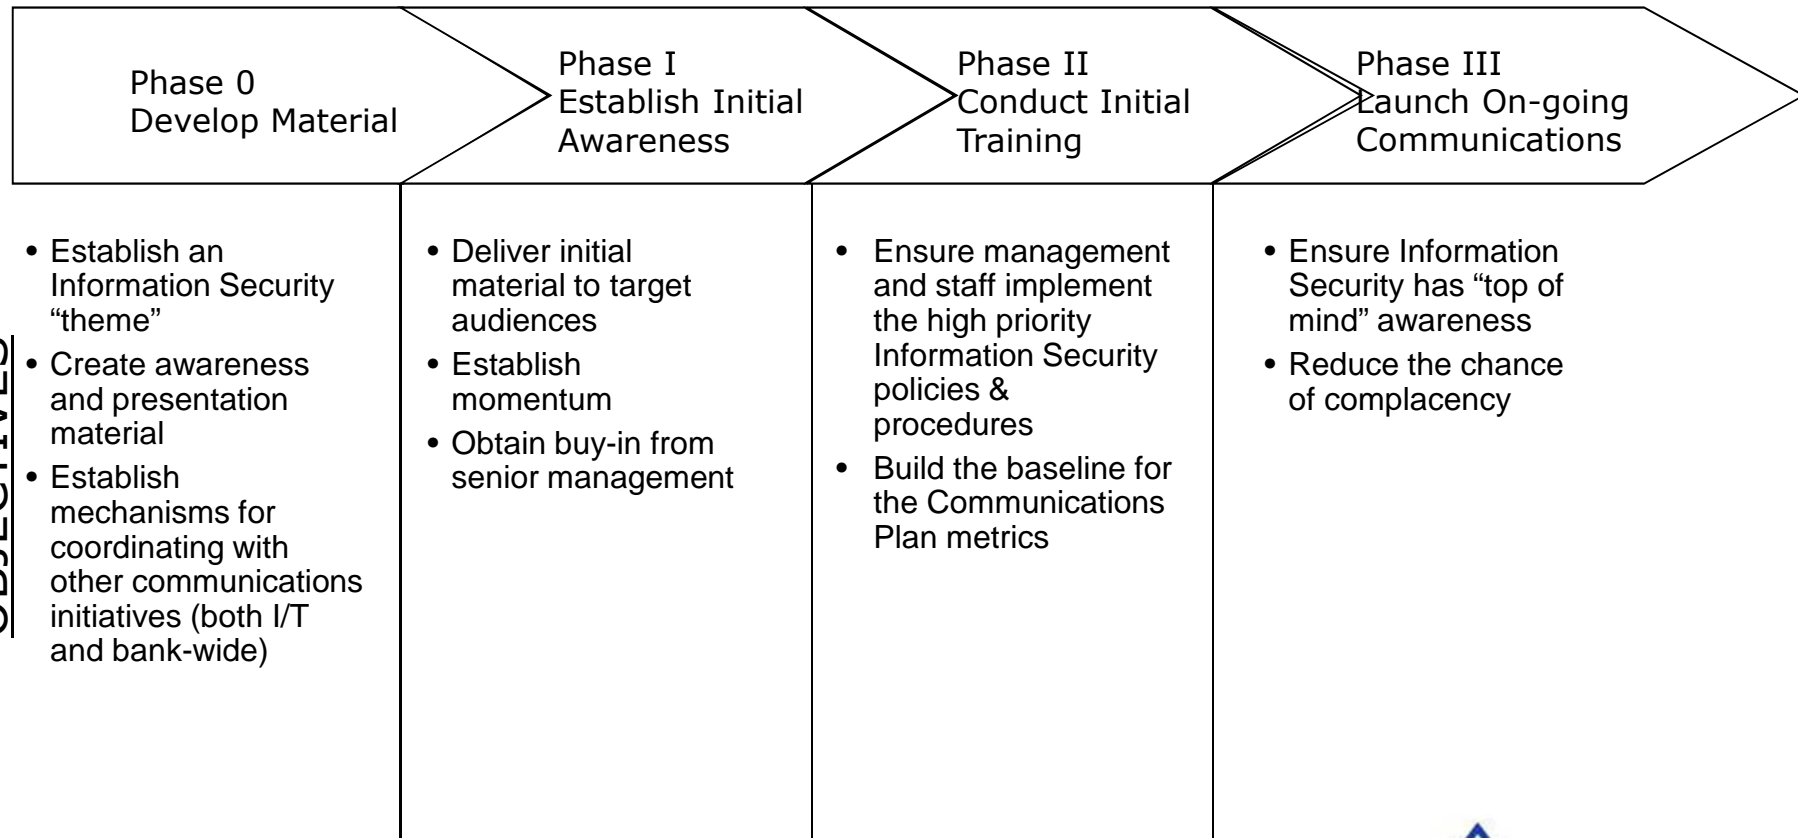 Phase 0
Develop Material
Phase I
Establish Initial
Awareness
Phase II
Conduct Initial
Training
Phase III
Launch On-going
Communications
OBJECTIVES
• Establish an
Information Security
“theme”
• Create awareness
and presentation
material
• Establish
mechanisms for
coordinating with
other communications
initiatives (both I/T
and bank-wide)
• Deliver initial
material to target
audiences
• Establish
momentum
• Obtain buy-in from
senior management
• Ensure management
and staff implement
the high priority
Information Security
policies &
procedures
• Build the baseline for
the Communications
Plan metrics
• Ensure Information
Security has “top of
mind” awareness
• Reduce the chance
of complacency